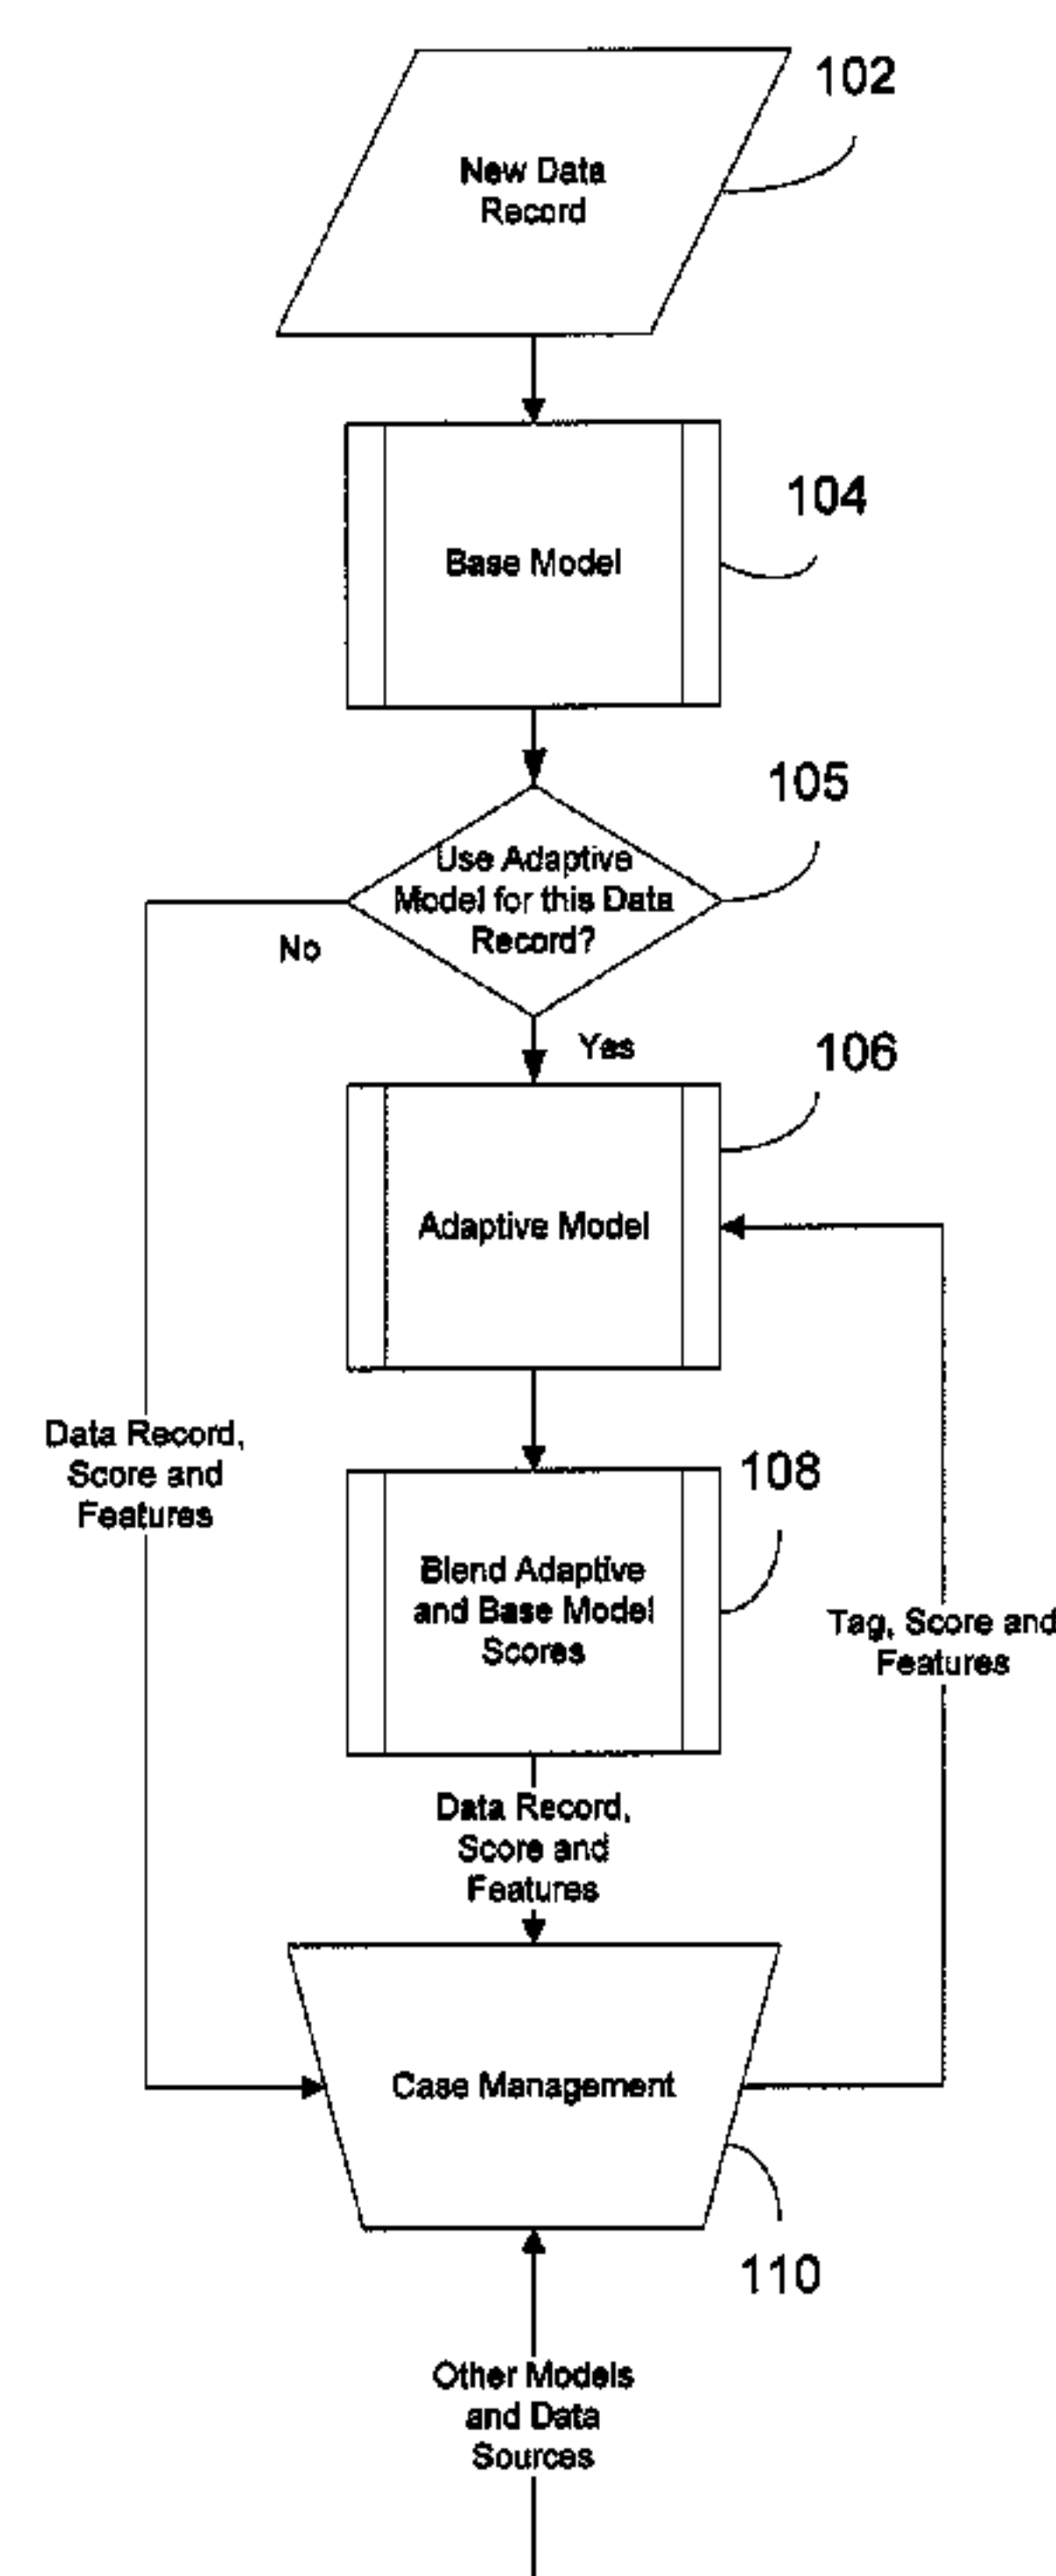 102
New Data
Record
104
Base Model
105
Use Adaptive
Model for this Data
Record?
No
Yes
106
Adaptive Model
Data Record,
Score and
Features
108
Blend Adaptive
and Base Model
Scores
Tag, Score and
Features
Data Record,
Score and
Features
Case Management
110
Other Models
and Data
Sources